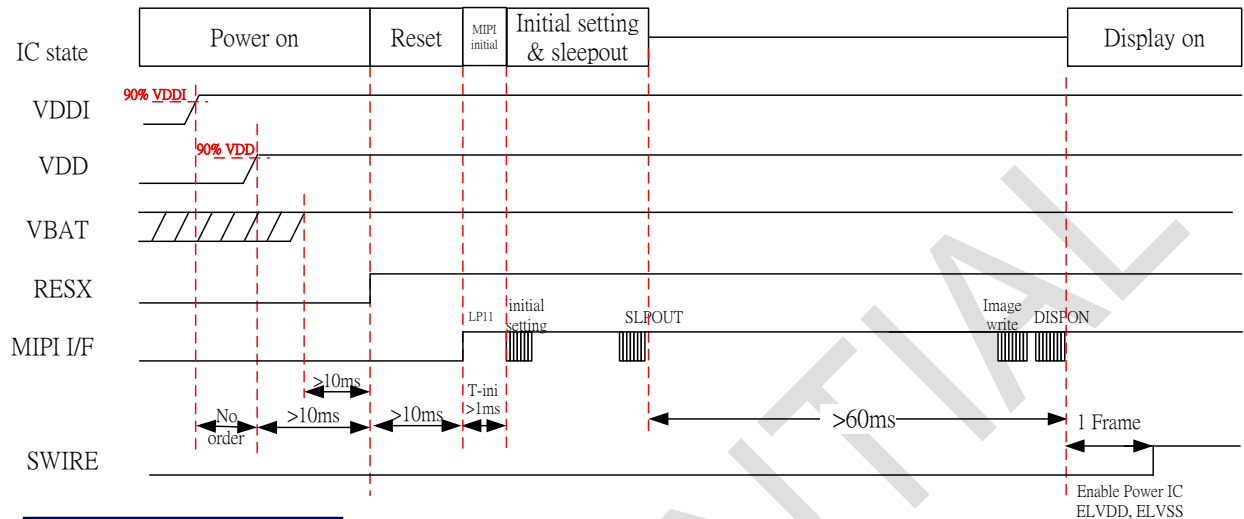 IC state
Power on
Reset
MIPI
initial
Initial setting
& sleepout
Display on
90% VDDI
VDDI
90% VDD
VDD
VBAT
RESX
LP11
initial
setting
SLPOUT
Image
write
DISPON
MIPI I/F
>10ms
No
order
>10ms
>10ms
T-ini
>1ms
>60ms
1 Frame
SWIRE
Enable Power IC
ELVDD, ELVSS
NTIAL